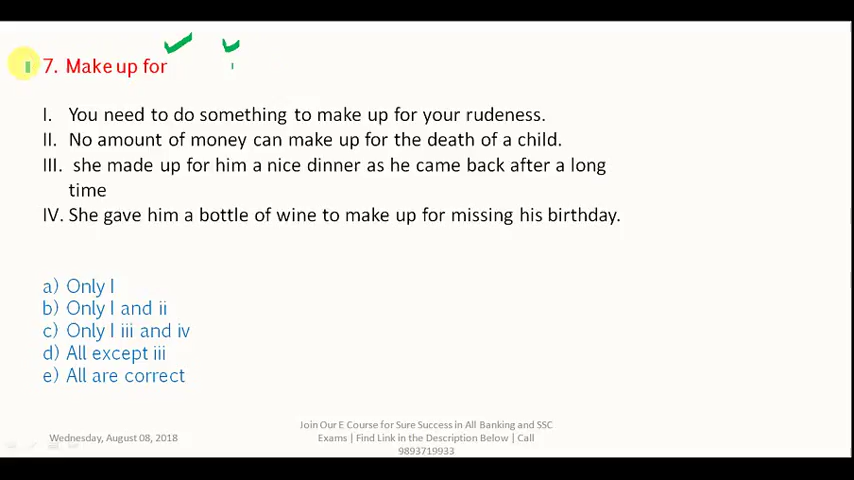 7. Make up for
I. You need to do something to make up for your rudeness.
II. No amount of money can make up for the death of a child.
III. she made up for him a nice dinner as he came back after a long
time
IV. She gave him a bottle of wine to make up for missing his birthday.
a) Only I
b) Only I and ii
c) Only I iii and iv
d) All except iii
e) All are correct
Wednesday, August 08, 2018
Join Our E Course for Sure Success in All Banking and SSC
Exams | Find Link in the Description Below | Call
9893719933